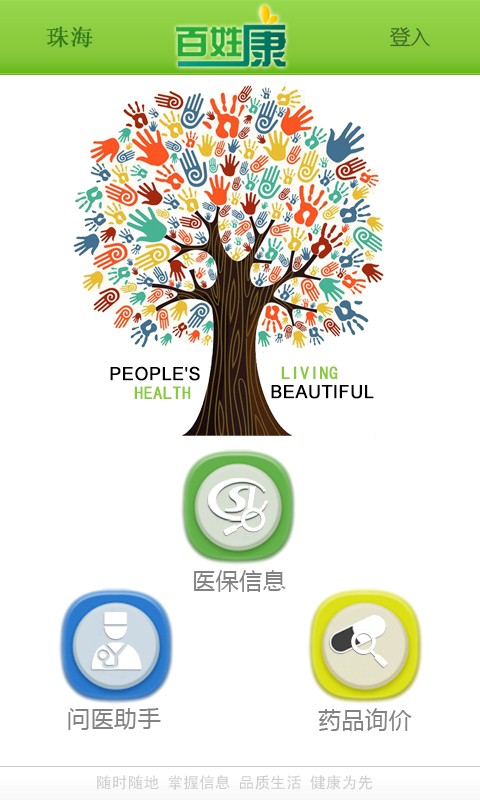 珠海
百姓康
登入
PEOPLE'S
HEALTH
LIVING
BEAUTIFUL
医保信息
问医助手
药品询价
随时随地 掌握信息 品质生活 健康为先